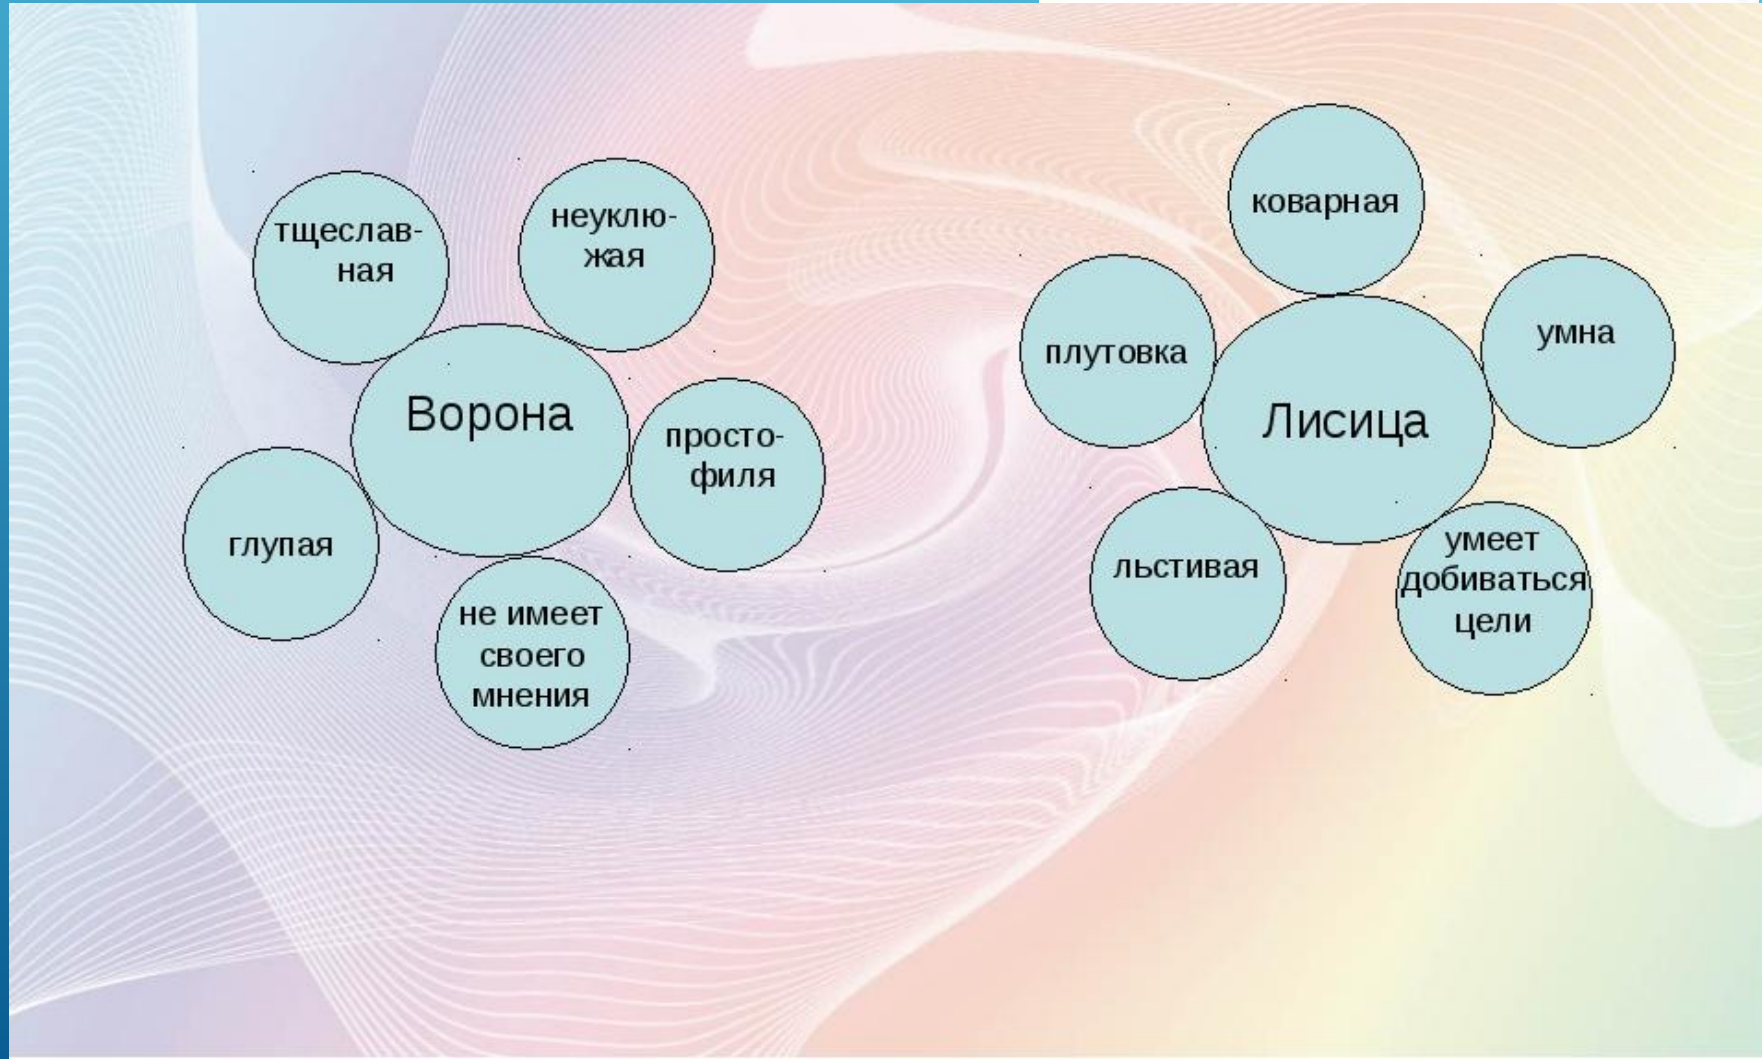 тщеслав-
ная
неуклю-
жая
Ворона
просто-
филя
глупая
не имеет
своего
мнения
коварная
плутовка
умна
Лисица
льстивая
умеет
добиваться
цели